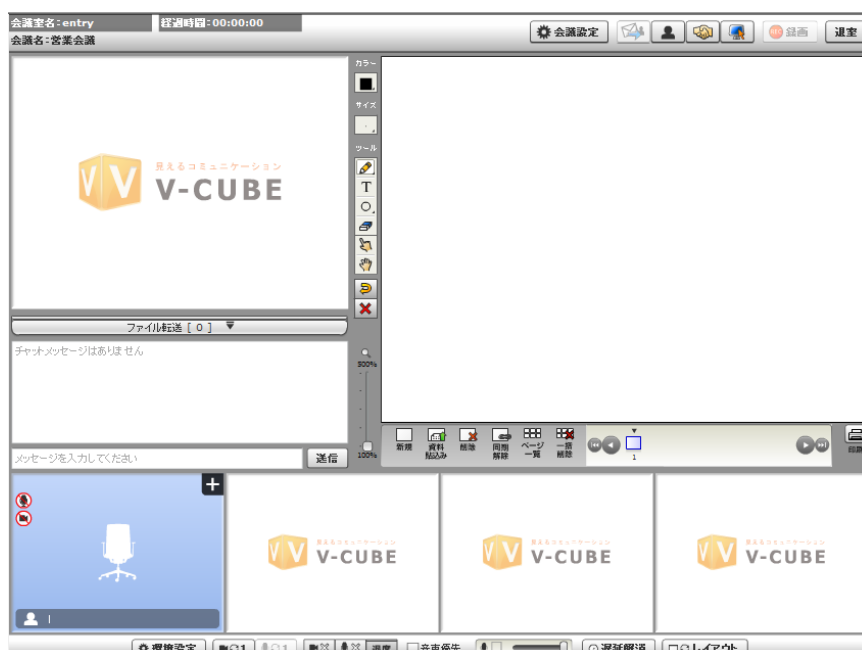 会議室名:entry
経過時間:00:00:00
会議名:営業会議
会議設定
録画
退室
カラー
サイズ
ツール
T
見えるコミュニケーション
V-CUBE
ファイル転送 [ 0 ] ▼
チャットメッセージはありません
500%
100%
メッセージを入力してください
送信
新規
資料
貼込み
削除
同期
解除
ページ
一覧
一括
削除
1
印刷
見えるコミュニケーション
V-CUBE
見えるコミュニケーション
V-CUBE
見えるコミュニケーション
V-CUBE
環境設定
1
1
音声優先
遅延解消
レイアウト